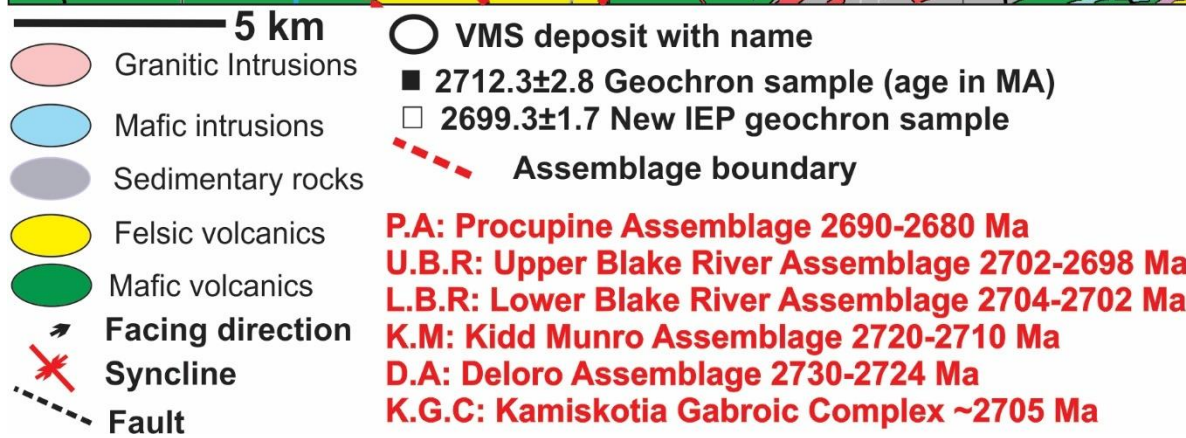 5 km
Granitic Intrusions
Mafic intrusions
Sedimentary rocks
Felsic volcanics
Mafic volcanics
Facing direction
Syncline
Fault
VMS deposit with name
2712.3±2.8 Geochron sample (age in MA)
2699.3±1.7 New IEP geochron sample
Assemblage boundary
P.A: Procupine Assemblage 2690-2680 Ma
U.B.R: Upper Blake River Assemblage 2702-2698 Ma
L.B.R: Lower Blake River Assemblage 2704-2702 Ma
K.M: Kidd Munro Assemblage 2720-2710 Ma
D.A: Deloro Assemblage 2730-2724 Ma
K.G.C: Kamiskotia Gabroic Complex ~2705 Ma